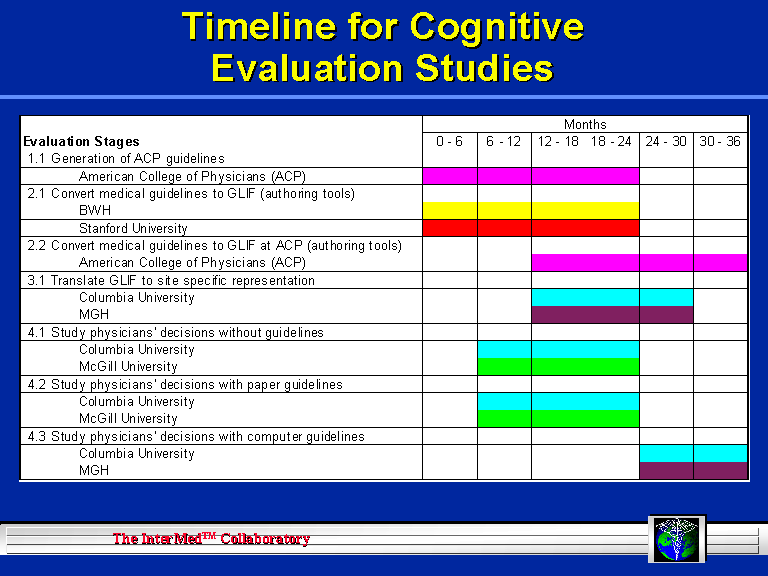 Timeline for Cognitive
Evaluation Studies
Months
Evaluation Stages 0 - 6 6 - 12 12 - 18 18 - 24 24 - 30 30 - 36
1.1 Generation of ACP guidelines
American College of Physicians (ACP)
2.1 Convert medical guidelines to GLIF (authoring tools)
BWH
Stanford University
2.2 Convert medical guidelines to GLIF at ACP (authoring tools)
American College of Physicians (ACP)
3.1 Translate GLIF to site specific representation
Columbia University
MGH
4.1 Study physicians' decisions without guidelines
Columbia University
McGill University
4.2 Study physicians' decisions with paper guidelines
Columbia University
McGill University
4.3 Study physicians' decisions with computer guidelines
Columbia University
MGH
The InterMed™ Collaboratory